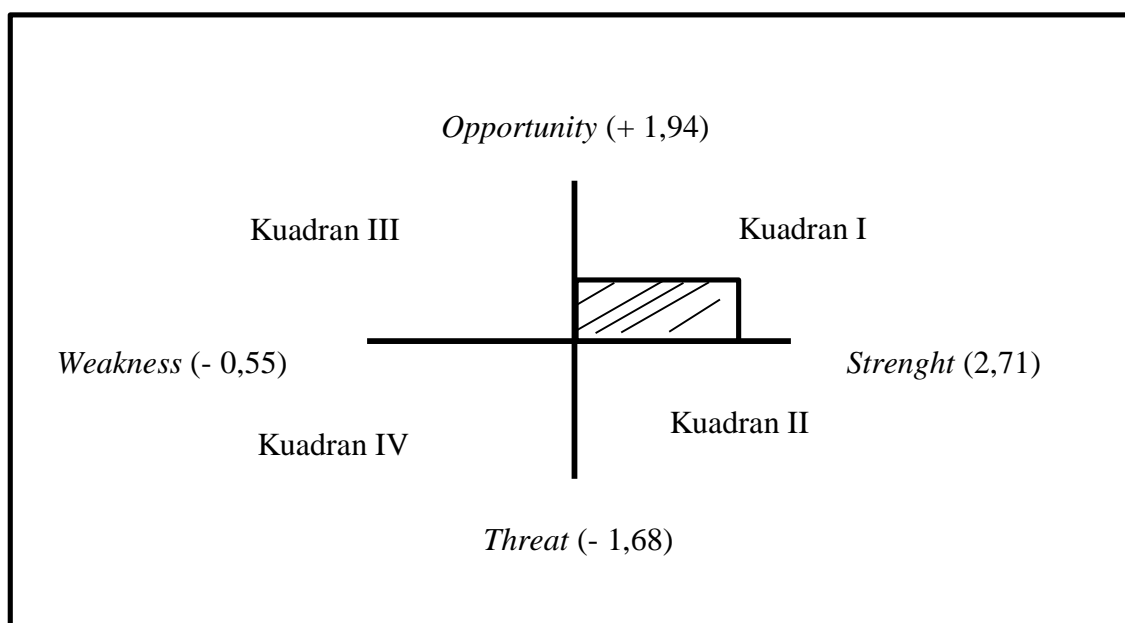 Opportunity (+ 1,94)
Kuadran III
Kuadran I
Weakness (- 0,55)
Strenght (2,71)
Kuadran II
Kuadran IV
Threat (- 1,68)